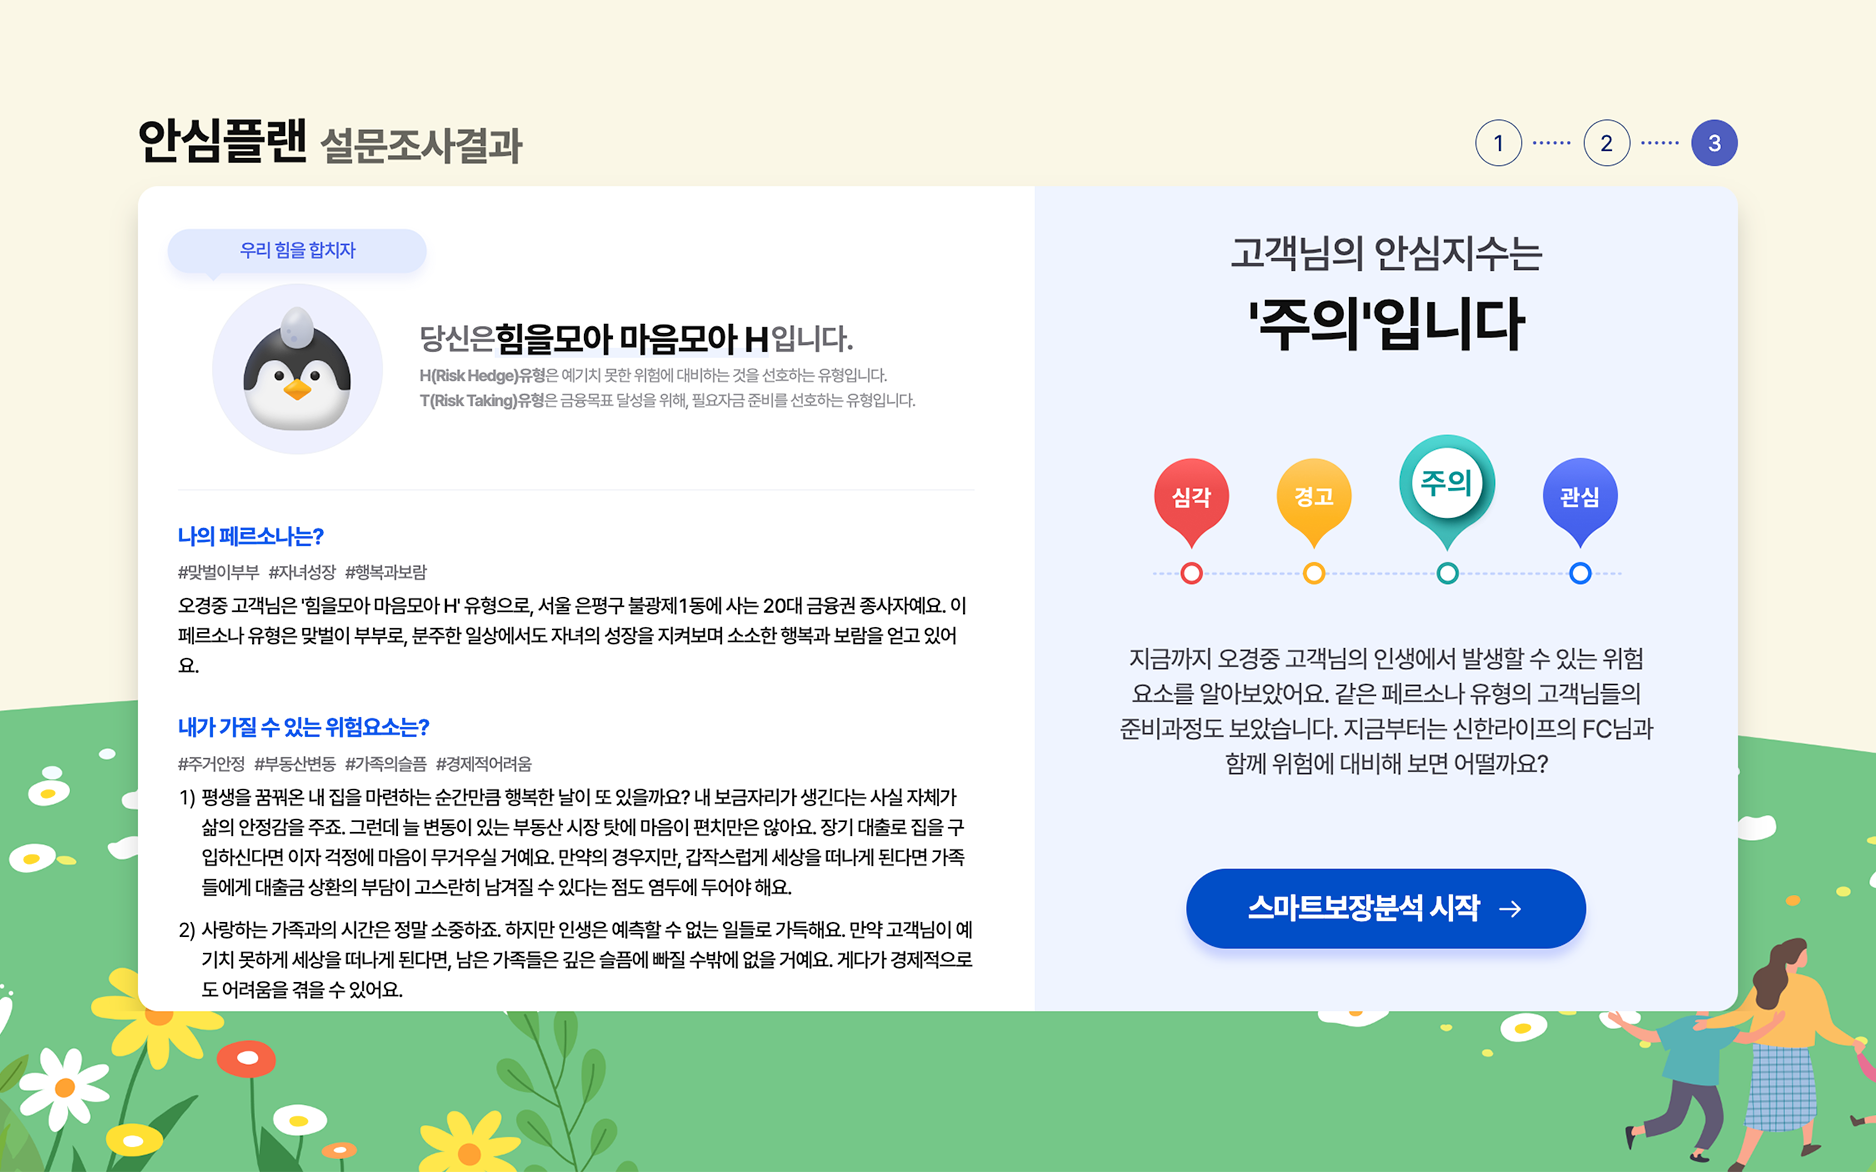 안심플랜 설문조사결과
1 ······ 2 ······ 3
우리 힘을 합치자
당신은힘을모아 마음모아 H입니다.
H(Risk Hedge)유형은 예기치 못한 위험에 대비하는 것을 선호하는 유형입니다.
T(Risk Taking)유형은 금융목표 달성을 위해, 필요자금 준비를 선호하는 유형입니다.
나의 페르소나는?
#맞벌이부부 #자녀성장 #행복과보람
오경중 고객님은 '힘을모아 마음모아 H' 유형으로, 서울 은평구 불광제1동에 사는 20대 금융권 종사자예요. 이
페르소나 유형은 맞벌이 부부로, 분주한 일상에서도 자녀의 성장을 지켜보며 소소한 행복과 보람을 얻고 있어
요.
내가 가질 수 있는 위험요소는?
#주거안정 #부동산변동 #가족의슬픔 #경제적어려움
1) 평생을 꿈꿔온 내 집을 마련하는 순간만큼 행복한 날이 또 있을까요? 내 보금자리가 생긴다는 사실 자체가
삶의 안정감을 주죠. 그런데 늘 변동이 있는 부동산 시장 탓에 마음이 편치만은 않아요. 장기 대출로 집을 구
입하신다면 이자 걱정에 마음이 무거우실 거예요. 만약의 경우지만, 갑작스럽게 세상을 떠나게 된다면 가족
들에게 대출금 상환의 부담이 고스란히 남겨질 수 있다는 점도 염두에 두어야 해요.
2) 사랑하는 가족과의 시간은 정말 소중하죠. 하지만 인생은 예측할 수 없는 일들로 가득해요. 만약 고객님이 예
기치 못하게 세상을 떠나게 된다면, 남은 가족들은 깊은 슬픔에 빠질 수밖에 없을 거예요. 게다가 경제적으로
도 어려움을 겪을 수 있어요.
고객님의 안심지수는
'주의'입니다
심각 경고 주의 관심
지금까지 오경중 고객님의 인생에서 발생할 수 있는 위험
요소를 알아보았어요. 같은 페르소나 유형의 고객님들의
준비과정도 보았습니다. 지금부터는 신한라이프의 FC님과
함께 위험에 대비해 보면 어떨까요?
스마트보장분석 시작 →